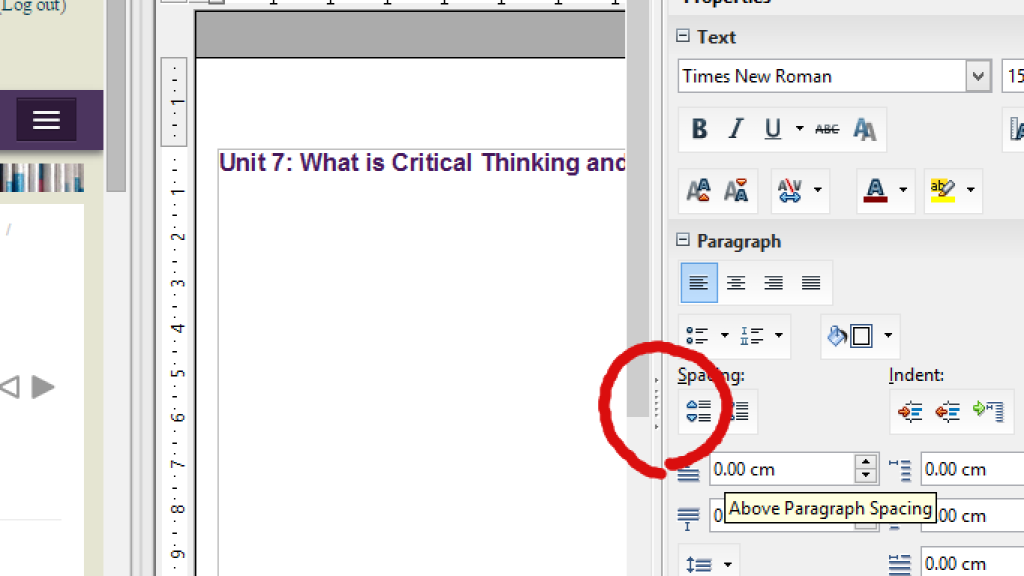 (Log out)
Properties
Text
Times New Roman
15
B I U ABC AA
Unit 7: What is Critical Thinking and
Paragraph
Spacing:
Indent:
0.00 cm
0.00 cm
Above Paragraph Spacing
.00 cm
0.00 cm
1
1
2
3
4
5
6
7
8
9
/